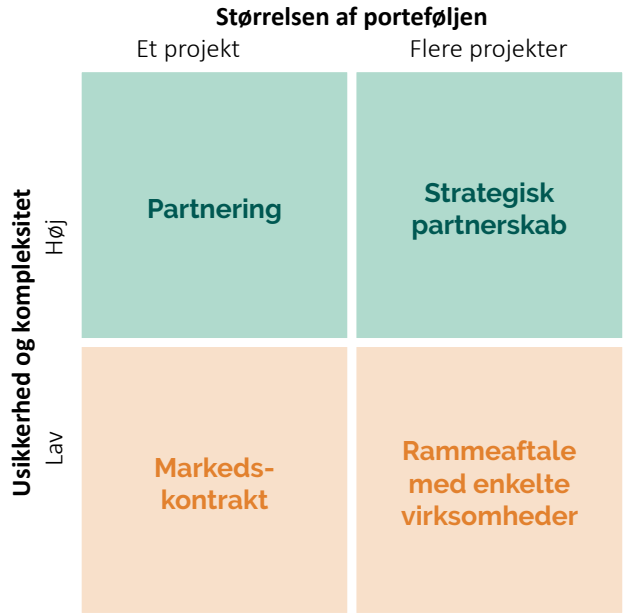 Størrelsen af porteføljen
Et projekt
Flere projekter
Usikkerhed og kompleksitet
Høj
Partnering
Strategisk
partnerskab
Lav
Markeds-
kontrakt
Rammeaftale
med enkelte
virksomheder